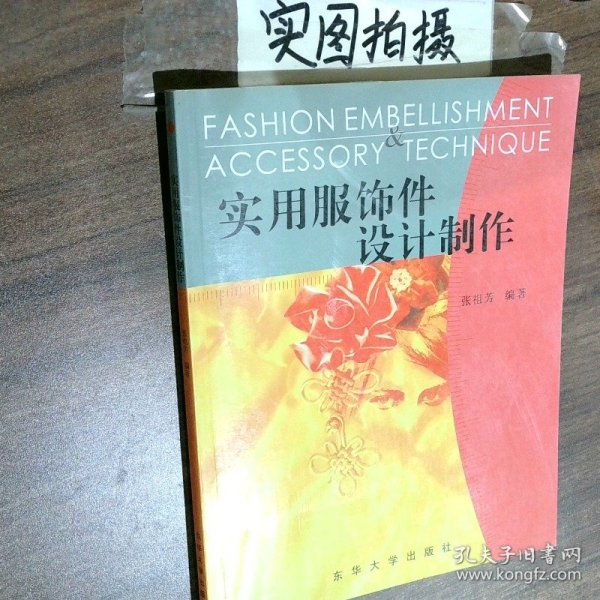 实图拍摄
FASHION EMBELLISHMENT
&
ACCESSORY TECHNIQUE
实用服饰件
设计制作
张祖芳 编著
东华大学出版社
孔夫子旧书网
www.kongfz.com